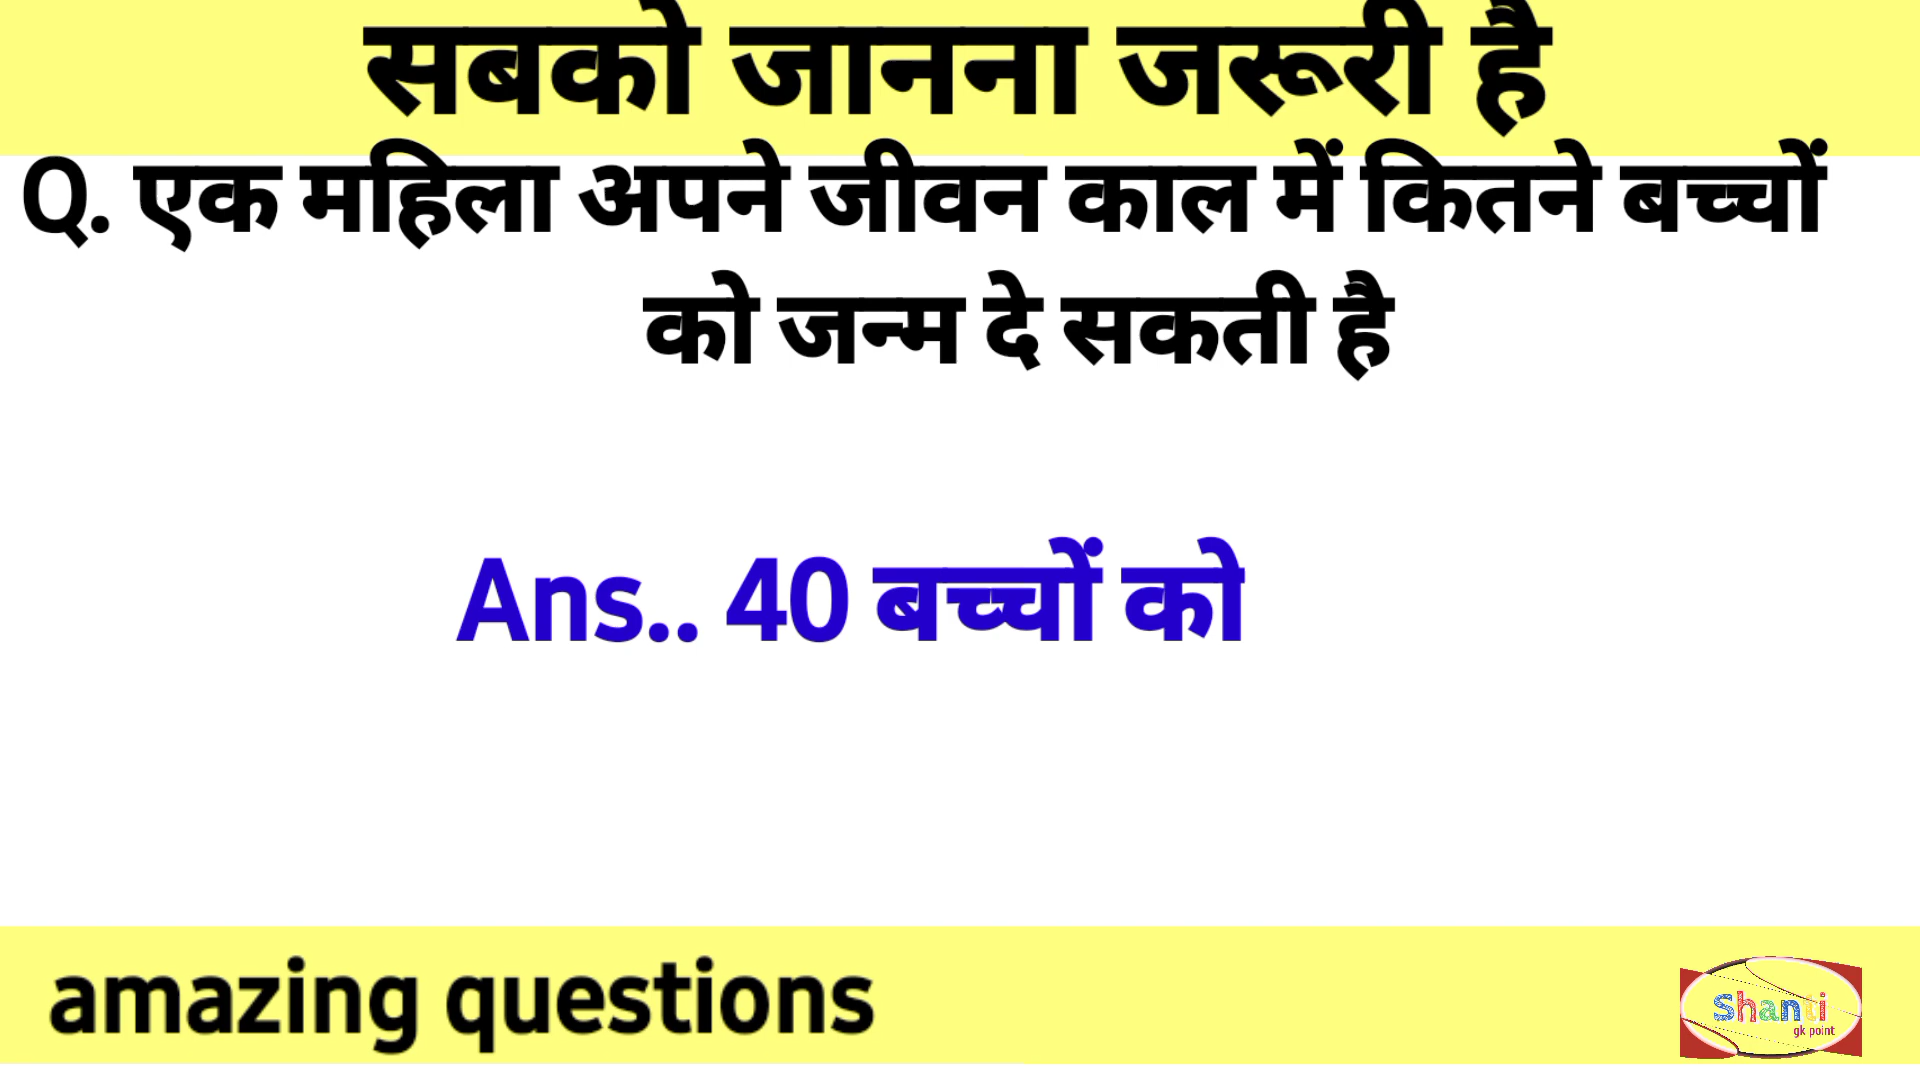 सबको जानना जरूरी है
Q. एक महिला अपने जीवन काल में कितने बच्चों
को जन्म दे सकती है
Ans.. 40 बच्चों को
amazing questions
Shanti
gk point